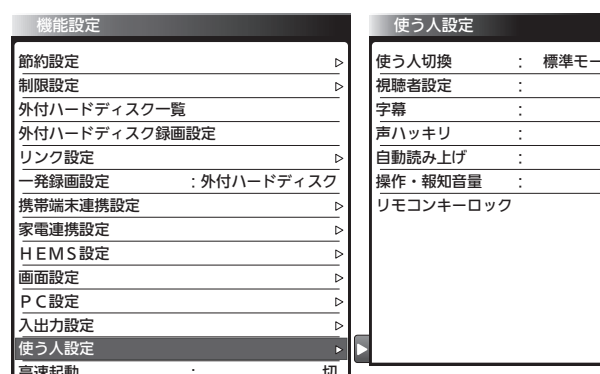 機能設定
節約設定
制限設定
外付ハードディスク一覧
外付ハードディスク録画設定
リンク設定
一発録画設定 : 外付ハードディスク
携帯端末連携設定
家電連携設定
ＨＥＭＳ設定
画面設定
ＰＣ設定
入出力設定
使う人設定
高速起動 : 切
使う人設定
使う人切換 : 標準モー
視聴者設定 :
字幕 :
声ハッキリ :
自動読み上げ :
操作・報知音量 :
リモコンキーロック